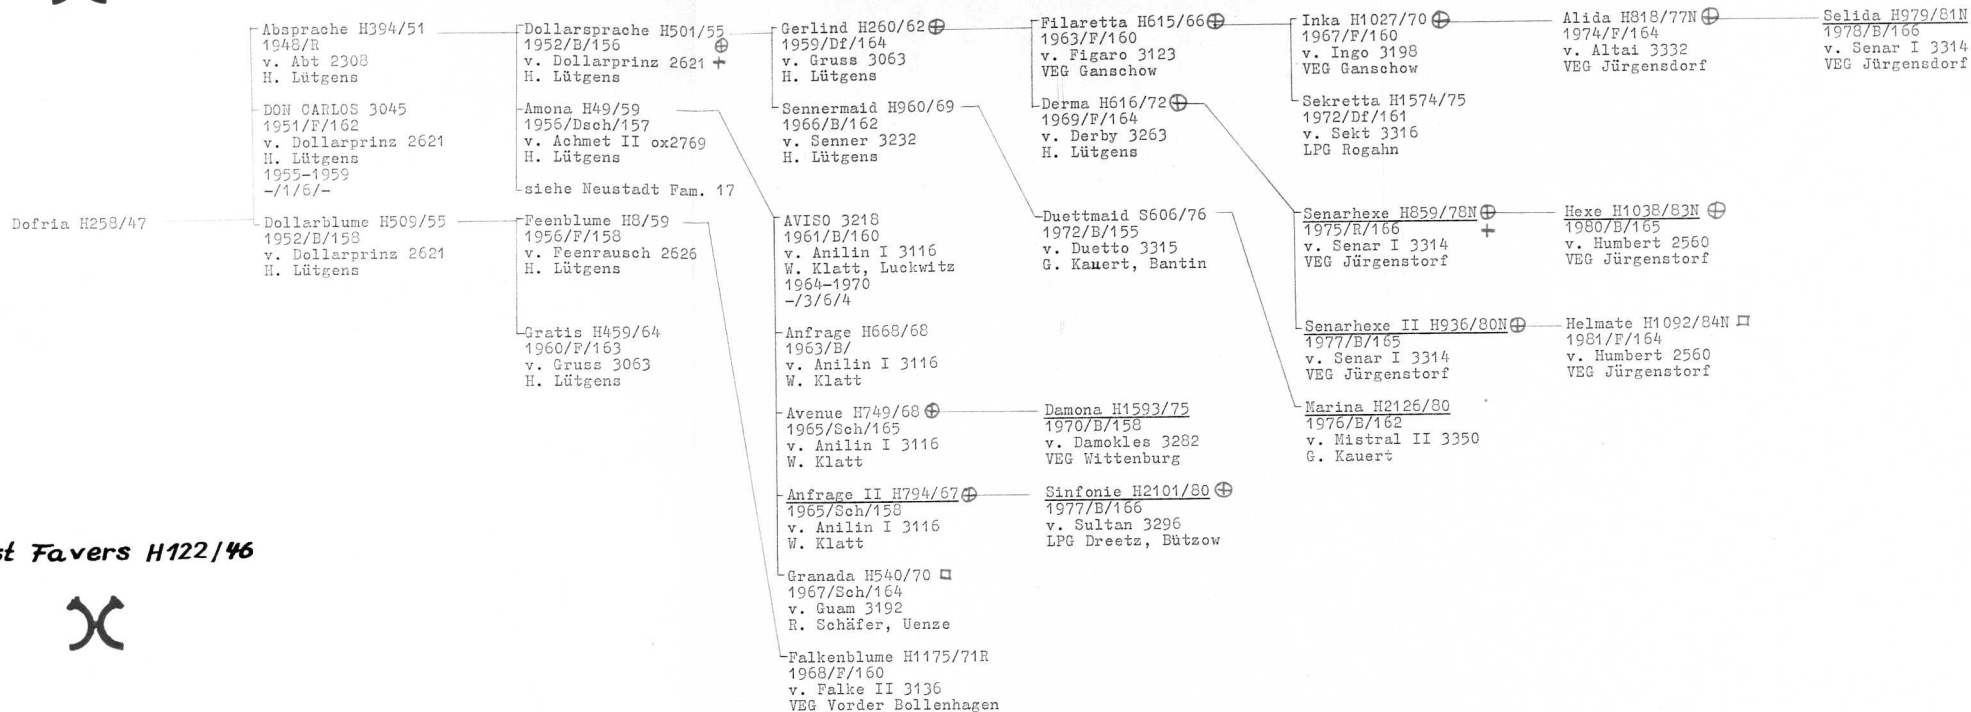 Dofria H258/47
Absprache H394/51
1948/R
v. Abt 2308
H. Lütgens
DON CARLOS 3045
1951/F/162
v. Dollarprinz 2621
H. Lütgens
1955-1959
-/1/6/-
Dollarblume H509/55
1952/B/158
v. Dollarprinz 2621
H. Lütgens
Dollarsprache H501/55
1952/B/156
v. Dollarprinz 2621
H. Lütgens
Amona H49/59
1956/Dsch/157
v. Achmet II ox2769
H. Lütgens
siehe Neustadt Fam. 17
Feenblume H8/59
1956/F/158
v. Feenrausch 2626
H. Lütgens
Gratis H459/64
1960/F/163
v. Gruss 3063
H. Lütgens
Gerlind H260/62
1959/Df/164
v. Gruss 3063
H. Lütgens
Sennermaid H960/69
1966/B/162
v. Senner 3232
H. Lütgens
AVISO 3218
1961/B/160
v. Anilin I 3116
W. Klatt, Luckwitz
1964-1970
-/3/6/4
Anfrage H668/68
1963/B/
v. Anilin I 3116
W. Klatt
Avenue H749/68
1965/Sch/165
v. Anilin I 3116
W. Klatt
Anfrage II H794/67
1965/Sch/158
v. Anilin I 3116
W. Klatt
Granada H540/70
1967/Sch/164
v. Guam 3192
R. Schäfer, Uenze
Falkenblume H1175/71R
1968/F/160
v. Falke II 3136
VEG Vorder Bollenhagen
Filaretta H615/66
1963/F/160
v. Figaro 3123
VEG Ganschow
Derma H616/72
1969/F/164
v. Derby 3263
H. Lütgens
Duettmaid S606/76
1972/B/155
v. Duetto 3315
G. Kauert, Bantin
Damona H1593/75
1970/B/158
v. Damokles 3282
VEG Wittenburg
Sinfonie H2101/80
1977/B/166
v. Sultan 3296
LPG Dreetz, Bützow
Inka H1027/70
1967/F/160
v. Ingo 3198
VEG Ganschow
Sekretta H1574/75
1972/Df/161
v. Sekt 3316
LPG Rogahn
Senarhexe H859/78N
1975/R/166
v. Senar I 3314
VEG Jürgenstorf
Senarhexe II H936/80N
1977/B/165
v. Senar I 3314
VEG Jürgenstorf
Marina H2126/80
1976/B/162
v. Mistral II 3350
G. Kauert
Alida H818/77N
1974/F/164
v. Altai 3332
VEG Jürgensdorf
Hexe H1038/83N
1980/B/165
v. Humbert 2560
VEG Jürgenstorf
Helmate H1092/84N
1981/F/164
v. Humbert 2560
VEG Jürgenstorf
Selida H979/81N
1978/B/166
v. Senar I 3314
VEG Jürgensdorf
st Favers H122/46